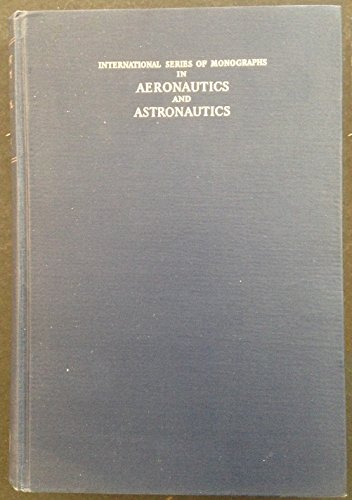 INTERNATIONAL SERIES OF MONOGRAPHS
IN
AERONAUTICS
AND
ASTRONAUTICS